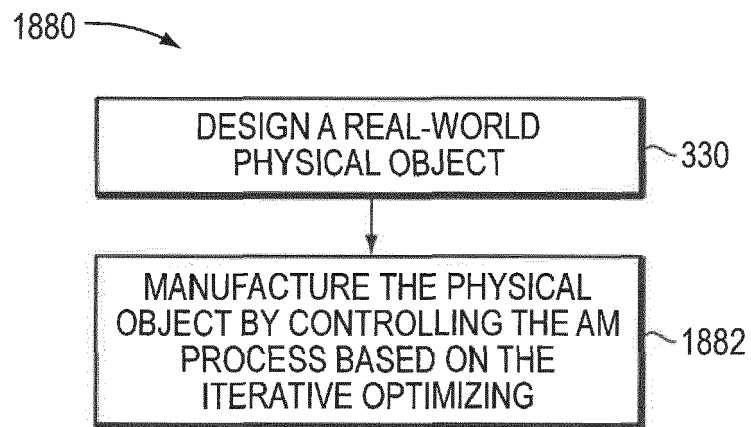 1880
DESIGN A REAL-WORLD
PHYSICAL OBJECT
330
MANUFACTURE THE PHYSICAL
OBJECT BY CONTROLLING THE AM
PROCESS BASED ON THE
ITERATIVE OPTIMIZING
1882